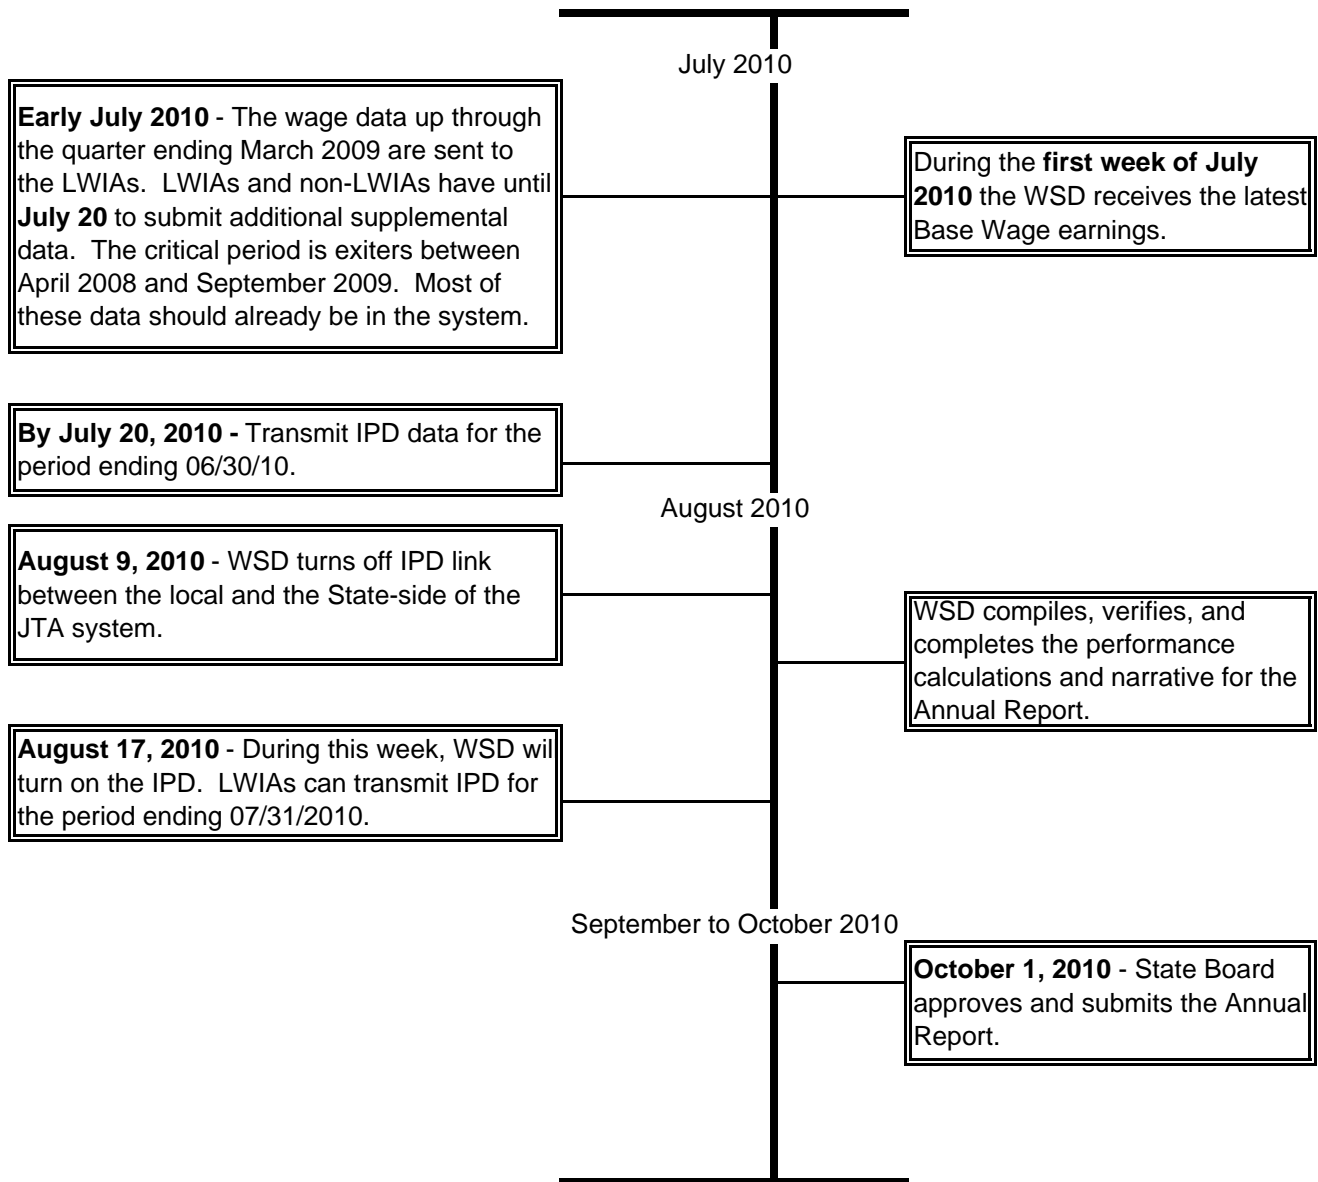 July 2010
Early July 2010 - The wage data up through
the quarter ending March 2009 are sent to
the LWIAs.  LWIAs and non-LWIAs have until
July 20 to submit additional supplemental
data.  The critical period is exiters between
April 2008 and September 2009.  Most of
these data should already be in the system.
During the first week of July
2010 the WSD receives the latest
Base Wage earnings.
By July 20, 2010 - Transmit IPD data for the
period ending 06/30/10.
August 2010
August 9, 2010 - WSD turns off IPD link
between the local and the State-side of the
JTA system.
WSD compiles, verifies, and
completes the performance
calculations and narrative for the
Annual Report.
August 17, 2010 - During this week, WSD wil
turn on the IPD.  LWIAs can transmit IPD for
the period ending 07/31/2010.
September to October 2010
October 1, 2010 - State Board
approves and submits the Annual
Report.